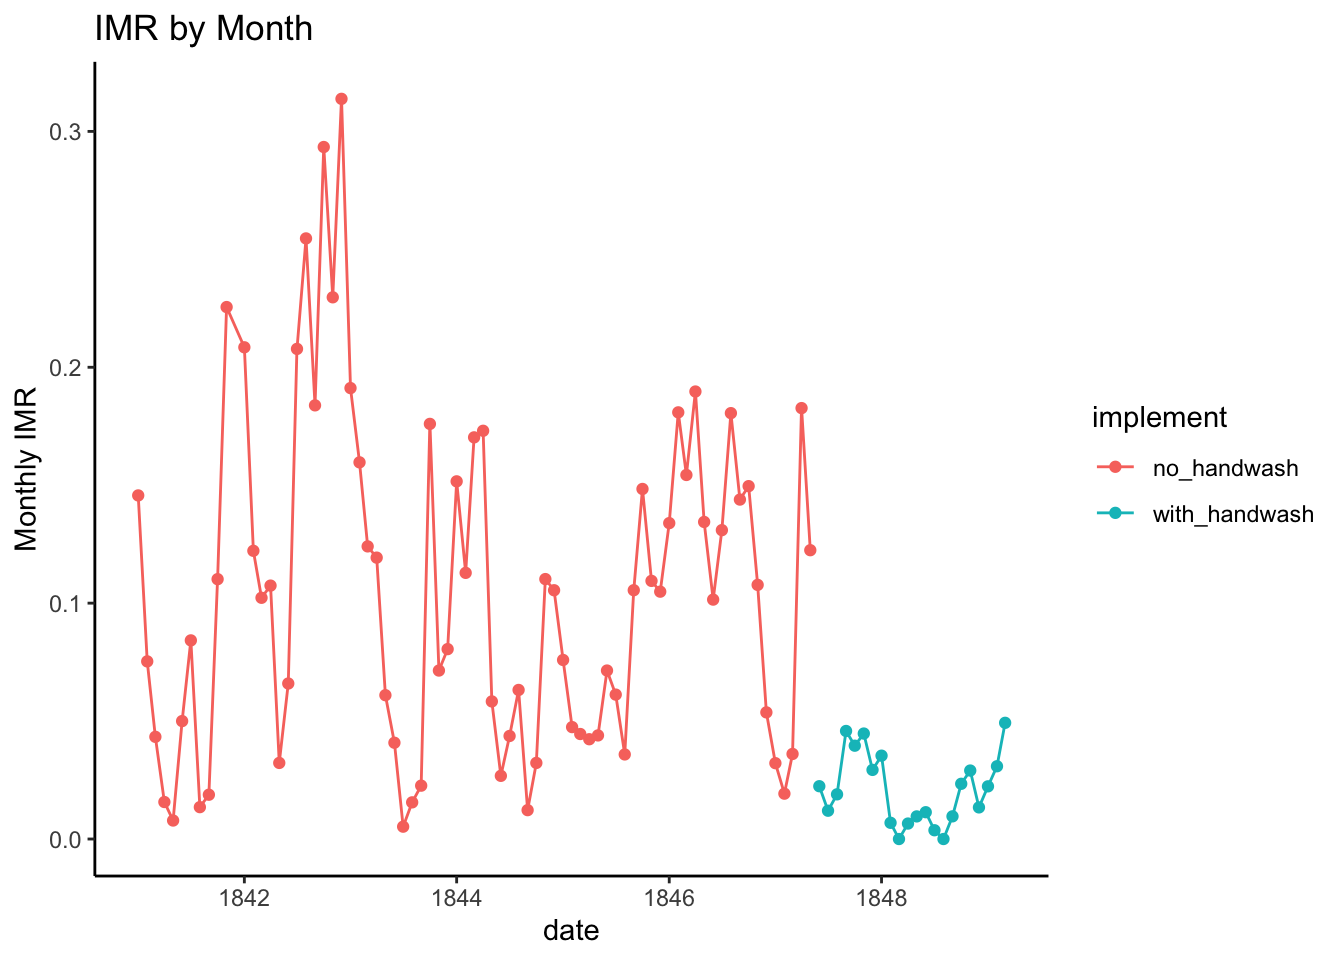 IMR by Month
Monthly IMR
0.3
0.2
0.1
0.0
1842
1844
1846
1848
date
implement
no_handwash
with_handwash